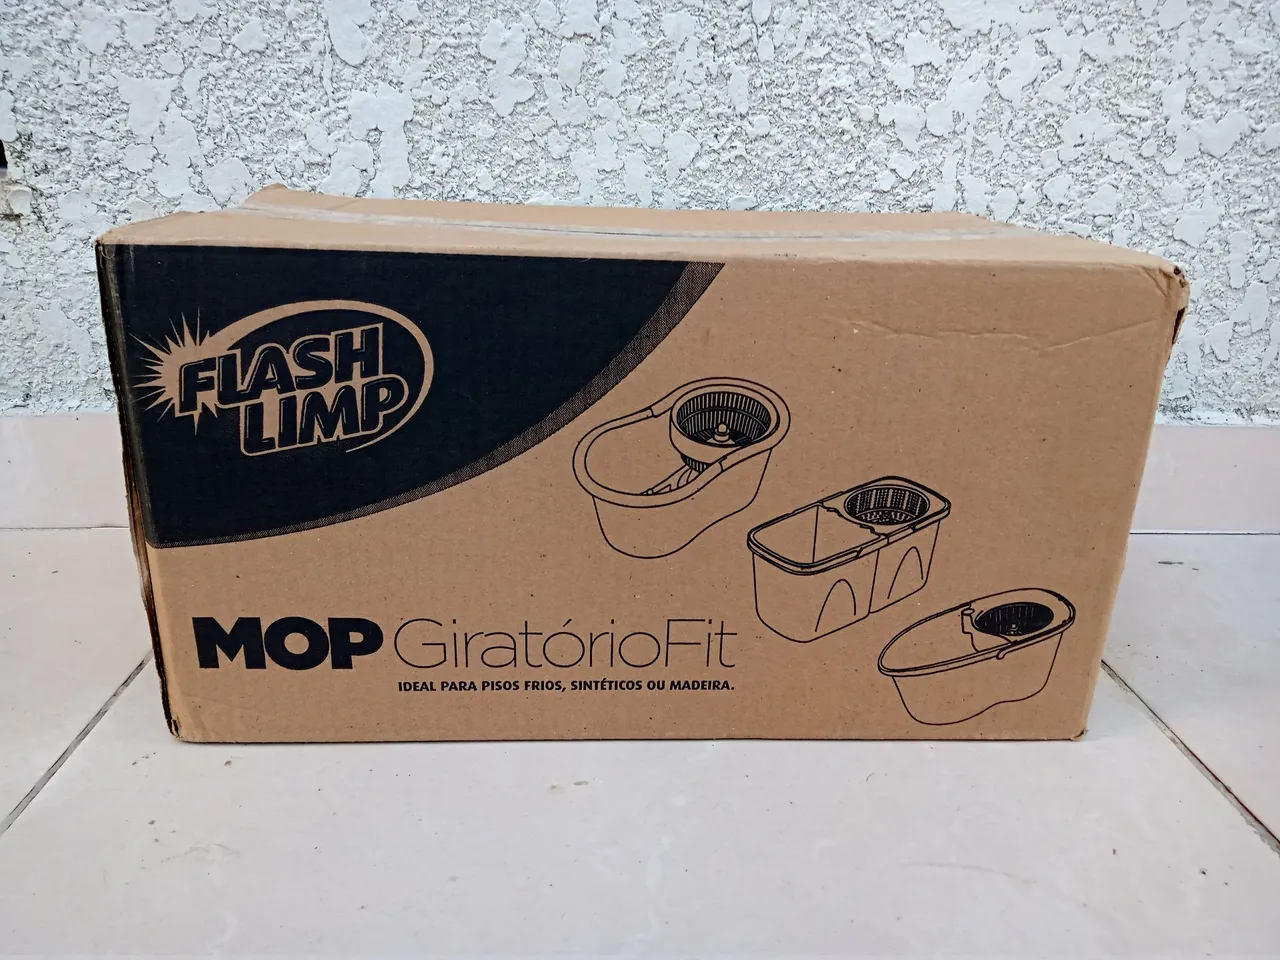 FLASH
LIMP
MOP GiratórioFit
IDEAL PARA PISOS FRIOS, SINTÉTICOS OU MADEIRA.